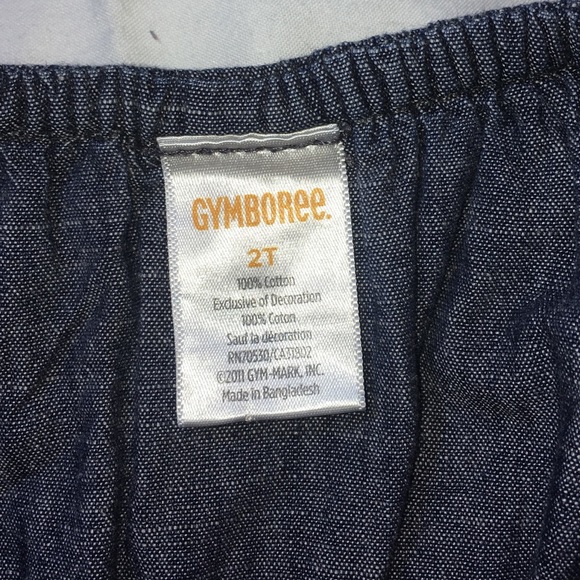 GYMBORee.
2T
100% Cotton
Exclusive of Decoration
100% Coton
Sauf la décoration
RN70530/CA31802
©2011 GYM-MARK, INC.
Made in Bangladesh